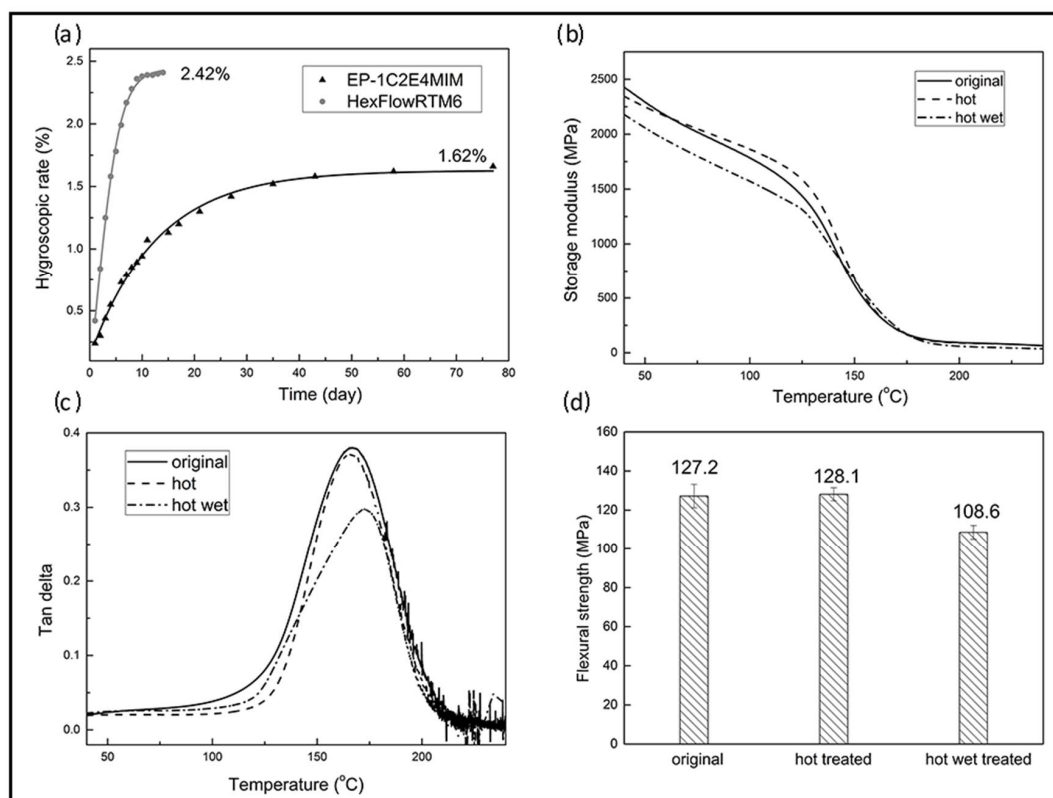 (a)
2.5
2.0
1.5
1.0
0.5
Hygroscopic rate (%)
2.42%
EP-1C2E4MIM
HexFlowRTM6
1.62%
0 10 20 30 40 50 60 70 80
Time (day)
(b)
2500
2000
1500
1000
500
0
Storage modulus (MPa)
original
hot
hot wet
50 100 150 200
Temperature (°C)
(c)
0.4
0.3
0.2
0.1
0.0
Tan delta
original
hot
hot wet
50 100 150 200
Temperature (°C)
(d)
160
140
120
100
80
60
40
20
0
Flexural strength (MPa)
127.2
128.1
108.6
original hot treated hot wet treated